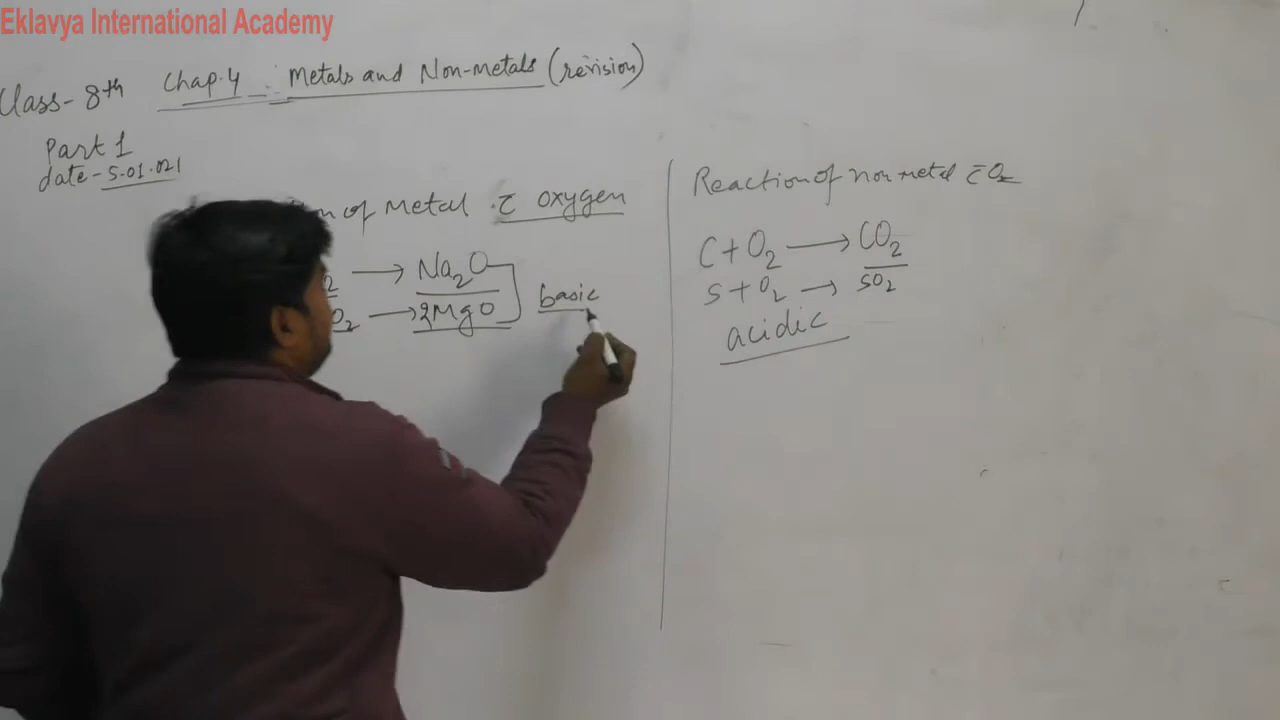 Eklavya International Academy
Class- 8th Chap.4 :- Metals and Non-metals (revision)
Part 1
date- 5.01.021
of Metal c̄ oxygen
→ Na2O
O2 → 2MgO
basic
Reaction of non metal c̄ O2
C + O2 → CO2
S + O2 → SO2
acidic